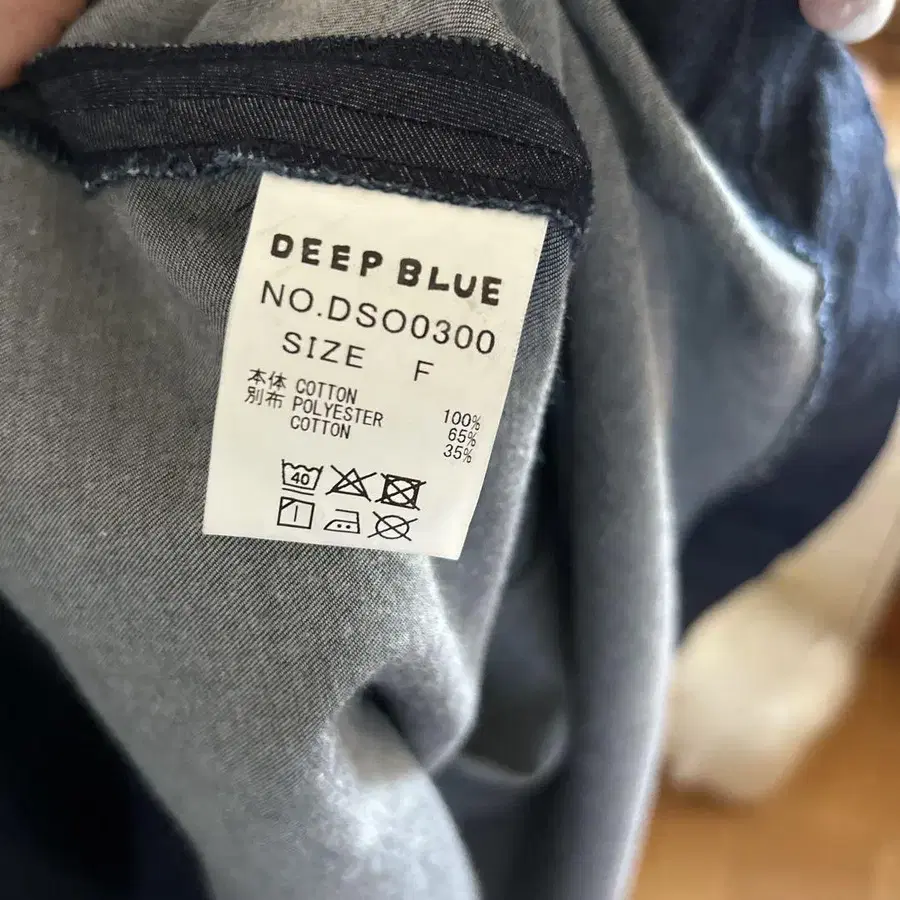 DEEP BLUE
NO.DSO0300
SIZE F
本体 COTTON 100%
別布 POLYESTER 65%
COTTON 35%
40